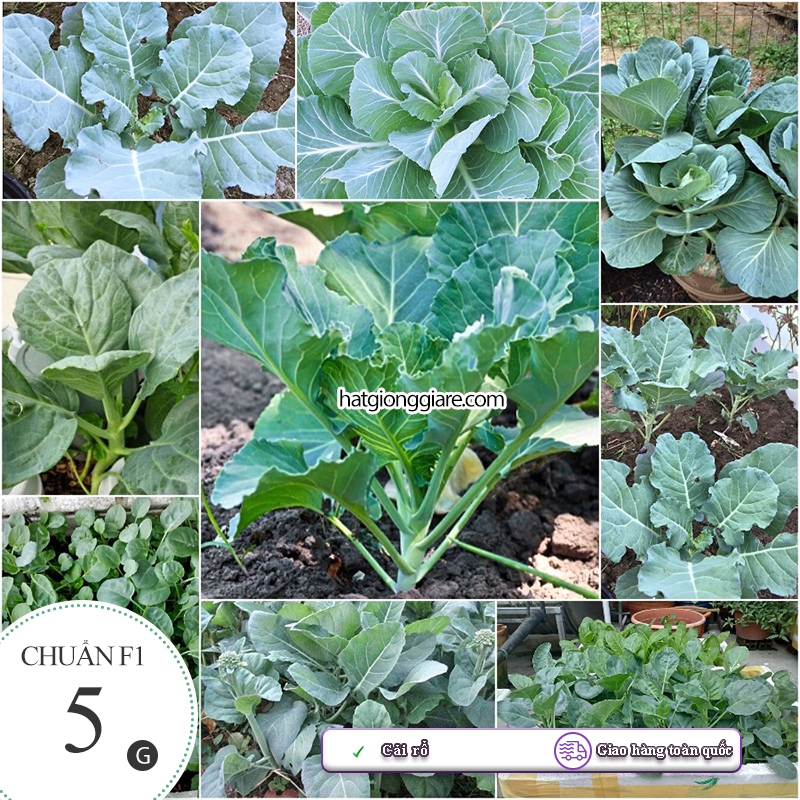 hatgionggiare.com
CHUẨN F1
5
G
Cải rổ
Giao hàng toàn quốc